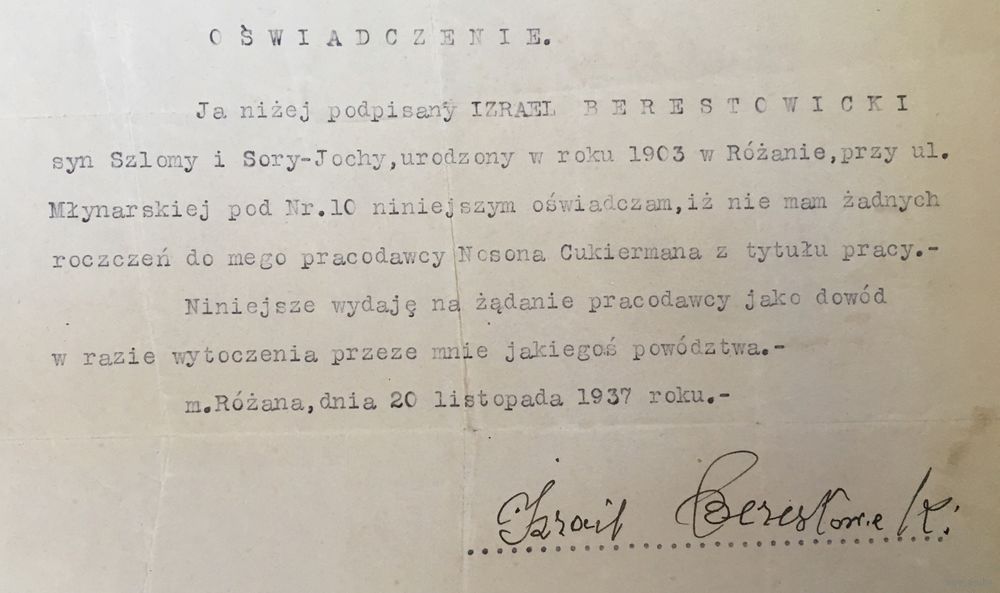 OŚWIADCZENIE.
Ja niżej podpisany IZRAEL BERESTOWICKI
syn Szlomy i Sory-Jochy,urodzony w roku 1903 w Różanie,przy ul.
Młynarskiej pod Nr.10 niniejszym oświadczam,iż nie mam żadnych
roczczeń do mego pracodawcy Nosona Cukiermana z tytułu pracy.-
Niniejsze wydaję na żądanie pracodawcy jako dowód
w razie wytoczenia przeze mnie jakiegoś powództwa.-
m.Różana,dnia 20 listopada 1937 roku.-